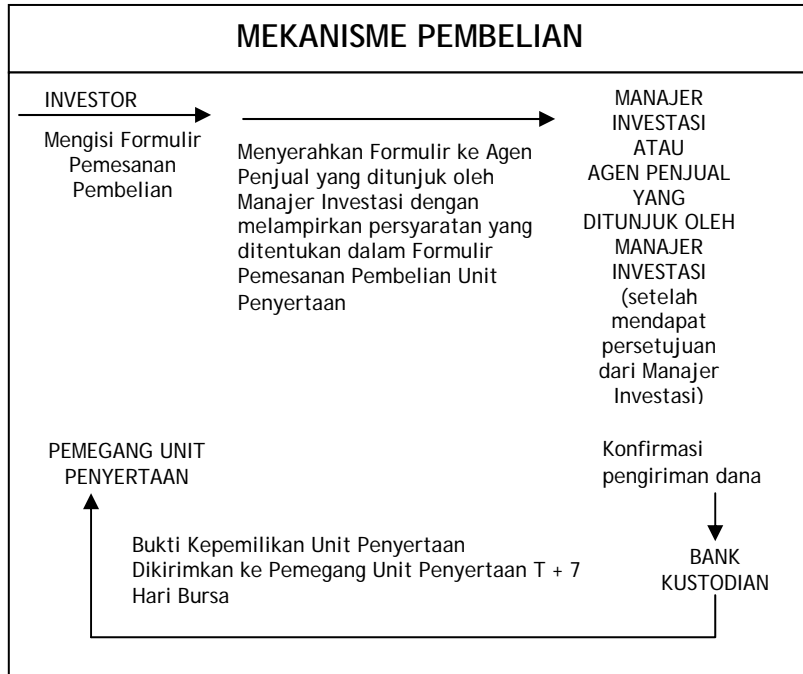 MEKANISME PEMBELIAN
INVESTOR
Mengisi Formulir
Pemesanan
Pembelian
Menyerahkan Formulir ke Agen
Penjual yang ditunjuk oleh
Manajer Investasi dengan
melampirkan persyaratan yang
ditentukan dalam Formulir
Pemesanan Pembelian Unit
Penyertaan
MANAJER
INVESTASI
ATAU
AGEN PENJUAL
YANG
DITUNJUK OLEH
MANAJER
INVESTASI
(setelah
mendapat
persetujuan
dari Manajer
Investasi)
Konfirmasi
pengiriman dana
BANK
KUSTODIAN
Bukti Kepemilikan Unit Penyertaan
Dikirimkan ke Pemegang Unit Penyertaan T + 7
Hari Bursa
PEMEGANG UNIT
PENYERTAAN